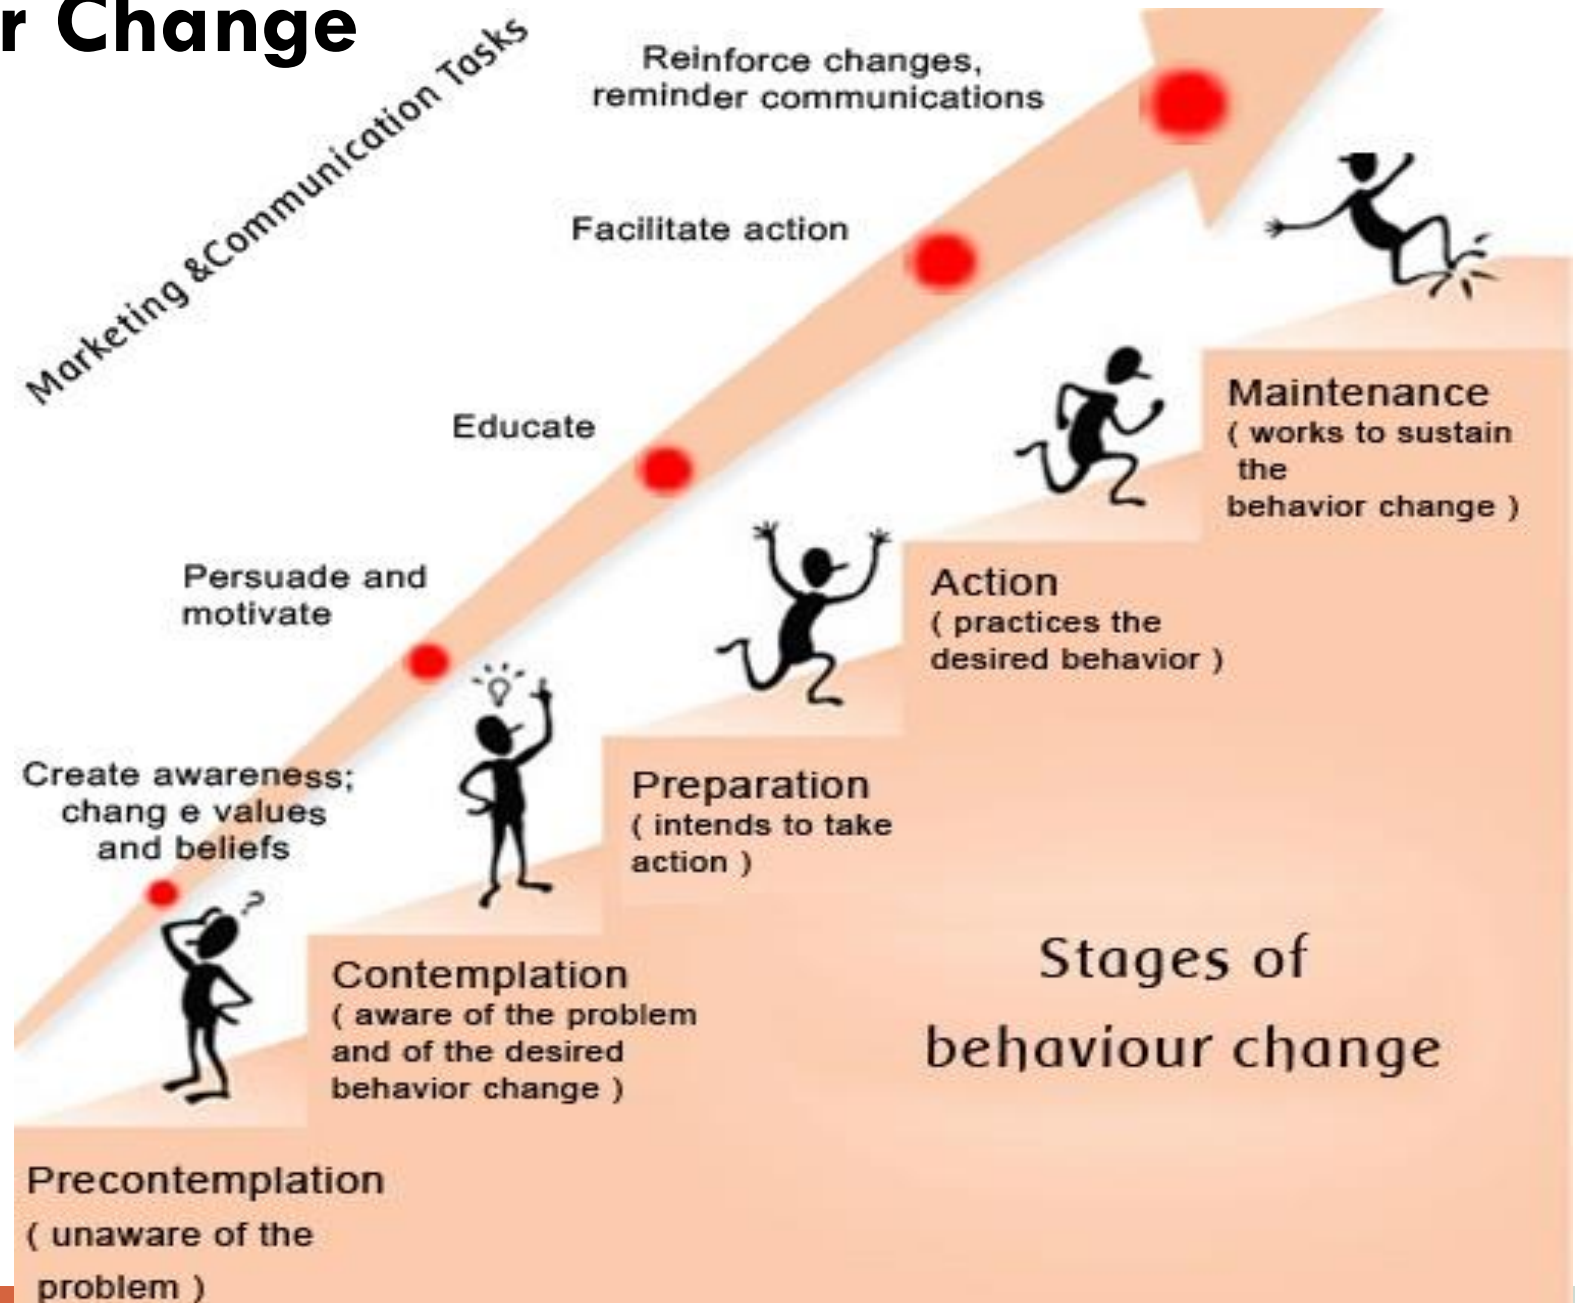 r Change
Marketing &Communication Tasks
Reinforce changes,
reminder communications
Facilitate action
Educate
Persuade and
motivate
Create awareness;
chang e values
and beliefs
Maintenance
( works to sustain
the
behavior change )
Action
( practices the
desired behavior )
Preparation
( intends to take
action )
Contemplation
( aware of the problem
and of the desired
behavior change )
Precontemplation
( unaware of the
problem )
Stages of
behaviour change
?